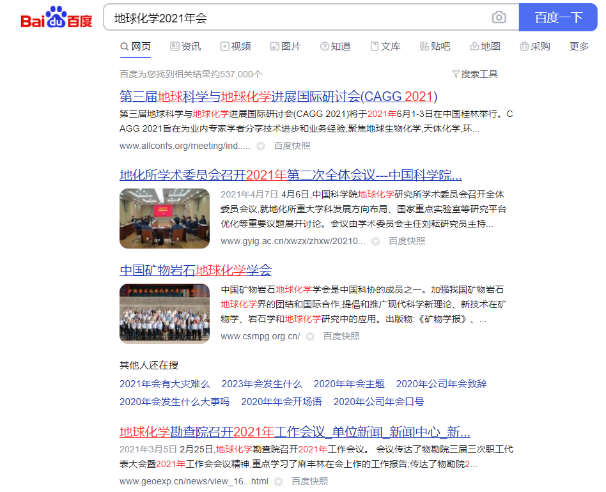 Bai du 百度
地球化学2021年会
百度一下
网页 资讯 视频 图片 知道 文库 贴吧 地图 采购 更多
百度为您找到相关结果约537,000个
搜索工具
第三届地球科学与地球化学进展国际研讨会(CAGG 2021)
第三届地球科学与地球化学进展国际研讨会(CAGG 2021)将于2021年6月1-3日在中国桂林举行。C
AGG 2021旨在为业内专家学者分享技术进步和业务经验,聚焦地球生物化学,天体化学,环...
www.allconfs.org/meeting/ind..... 百度快照
地化所学术委员会召开2021年第二次全体会议---中国科学院...
2021年4月7日 4月6日,中国科学院地球化学研究所学术委员会召开全体
委员会议,就地化所重大学科发展方向布局、国家重点实验室等研究平台
优化等重要议题展开讨论。会议由学术委员会主任刘耘研究员主持...
www.gyig.ac.cn/xwzx/zhxw/20210... 百度快照
中国矿物岩石地球化学学会
中国矿物岩石地球化学学会是中国科协的成员之一。加强我国矿物岩石
地球化学界的团结和国际合作,提倡和推广现代科学新理论、新技术在矿
物学、岩石学和地球化学研究中的应用。出版物:《矿物学报》、...
www.csmpg.org.cn/ 百度快照
其他人还在搜
2021年会有大灾难么 2023年会发生什么 2020年年会主题 2020年公司年会致辞
2020年会发生什么大事吗 2020年年会开场语 2020年公司年会口号
地球化学勘查院召开2021年工作会议_单位新闻_新闻中心_新...
2021年3月5日 2月25日,地球化学勘查院召开2021年工作会议。 会议传达了物勘院三届三次职工代
表大会暨2021年工作会会议精神,重点学习了麻丰林在会上作的工作报告;传达了物勘院2...
www.geoexp.cn/news/view_16...html 百度快照